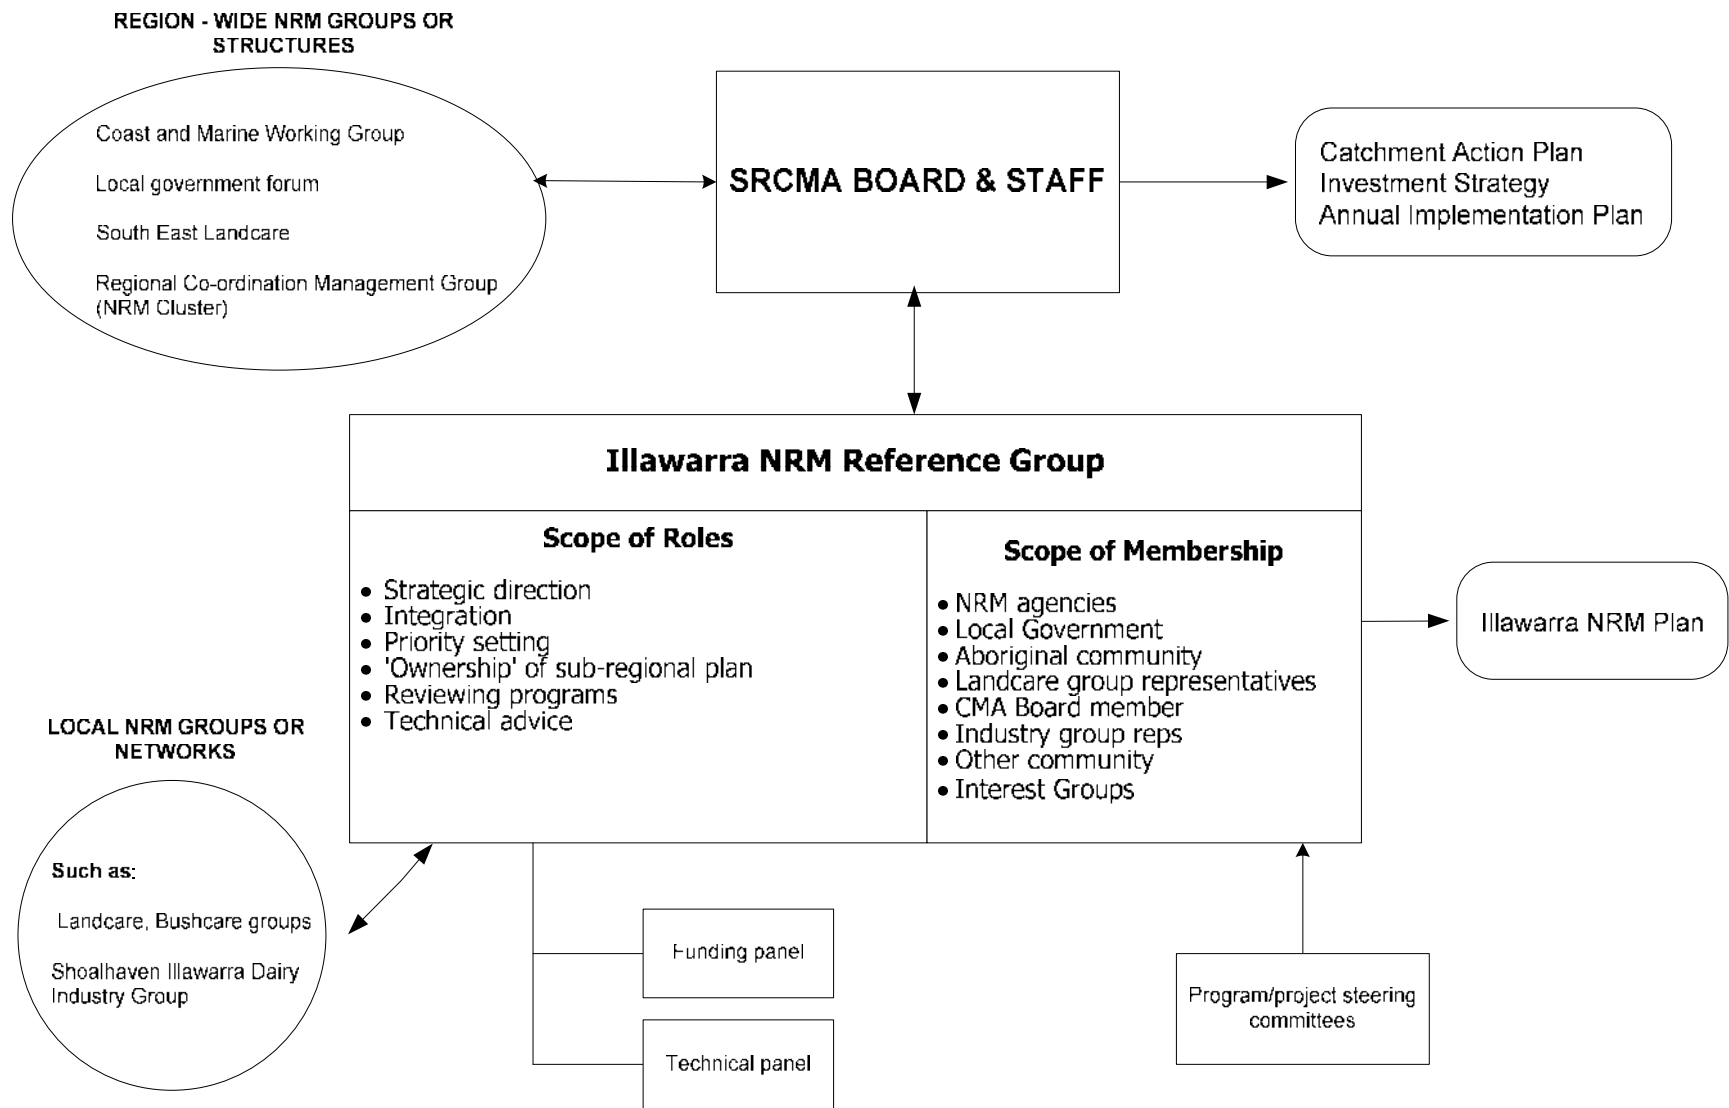 REGION - WIDE NRM GROUPS OR
STRUCTURES
Coast and Marine Working Group
Local government forum
South East Landcare
Regional Co-ordination Management Group
(NRM Cluster)
SRCMA BOARD & STAFF
Catchment Action Plan
Investment Strategy
Annual Implementation Plan
Illawarra NRM Reference Group
Scope of Roles
• Strategic direction
• Integration
• Priority setting
• 'Ownership' of sub-regional plan
• Reviewing programs
• Technical advice
Scope of Membership
• NRM agencies
• Local Government
• Aboriginal community
• Landcare group representatives
• CMA Board member
• Industry group reps
• Other community
• Interest Groups
Illawarra NRM Plan
LOCAL NRM GROUPS OR
NETWORKS
Such as:
Landcare, Bushcare groups
Shoalhaven Illawarra Dairy
Industry Group
Funding panel
Technical panel
Program/project steering
committees